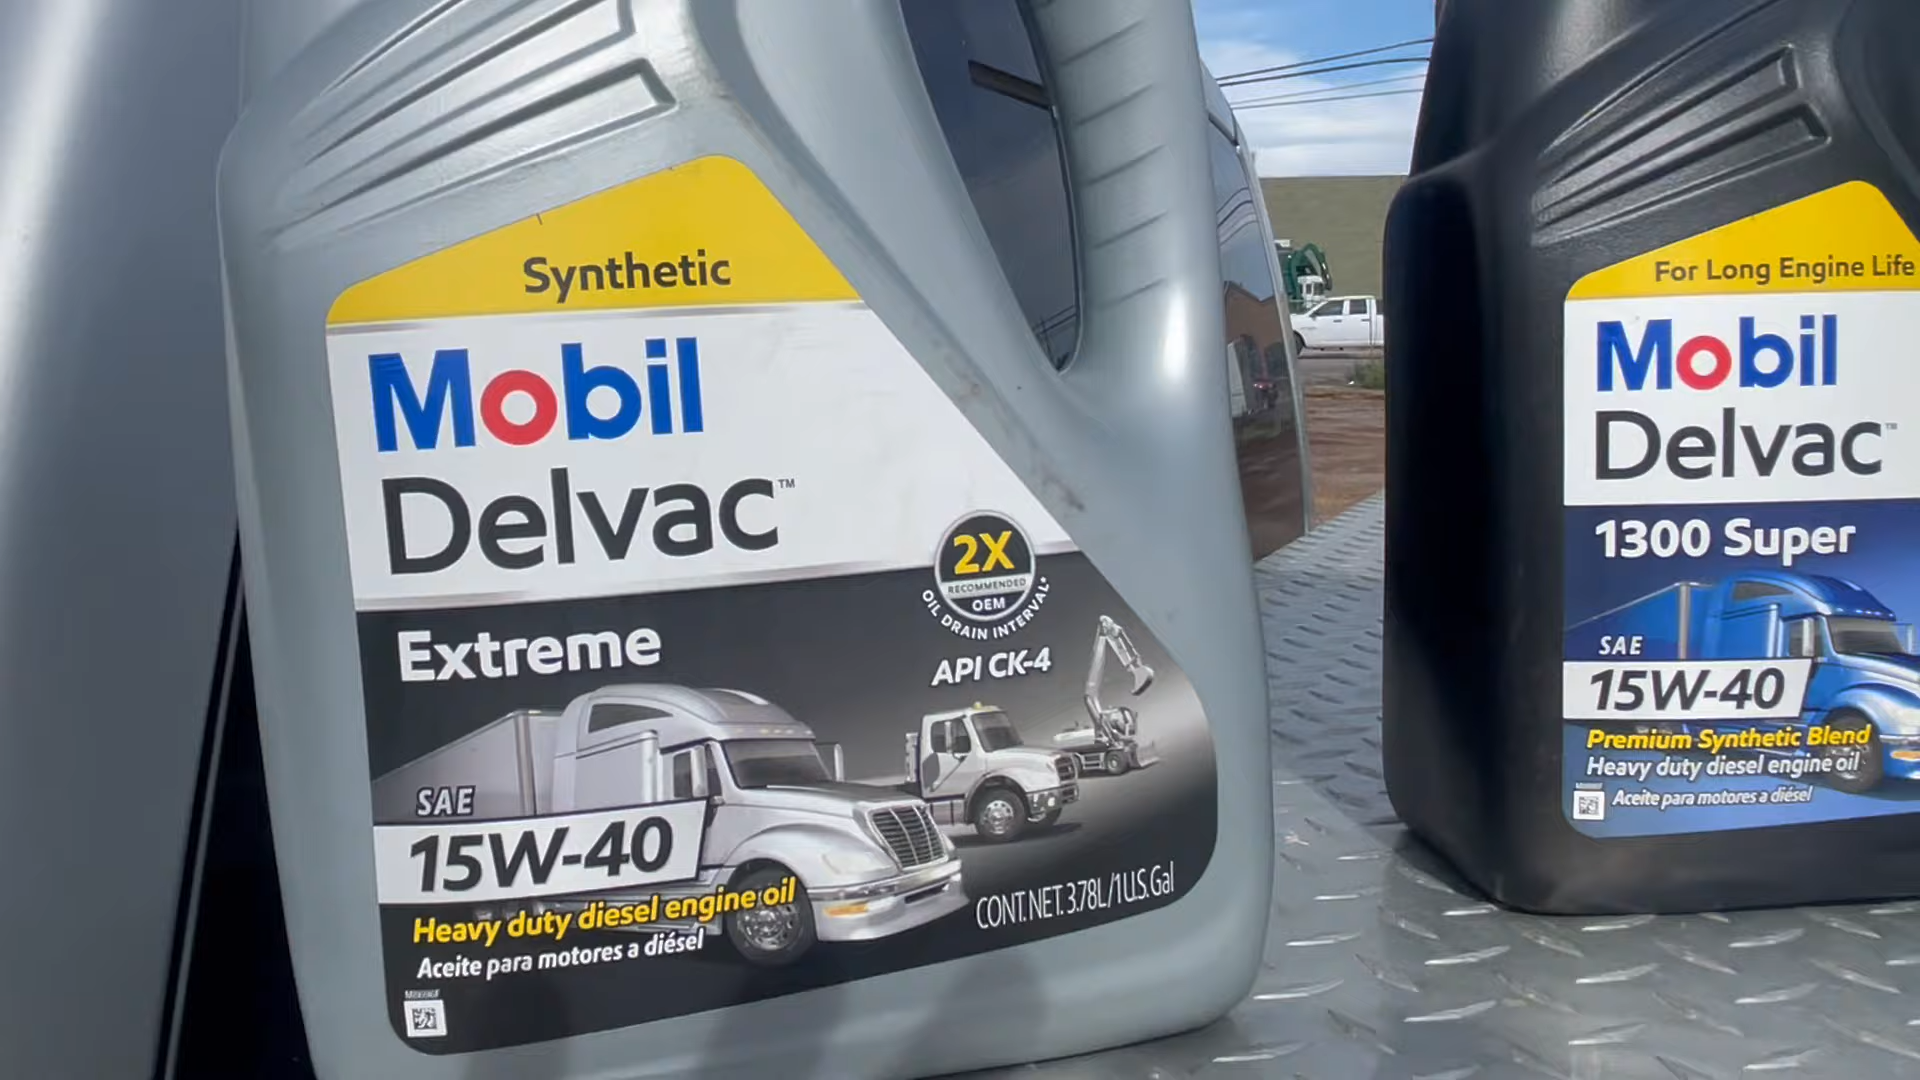 Synthetic
Mobil
Delvac™
2X
RECOMMENDED
OEM
OIL DRAIN INTERVAL*
Extreme
API CK-4
SAE
15W-40
Heavy duty diesel engine oil
Aceite para motores a diésel
CONT. NET. 3.78L/1U.S.Gal
For Long Engine Life
Mobil
Delvac™
1300 Super
SAE
15W-40
Premium Synthetic Blend
Heavy duty diesel engine oil
Aceite para motores a diésel